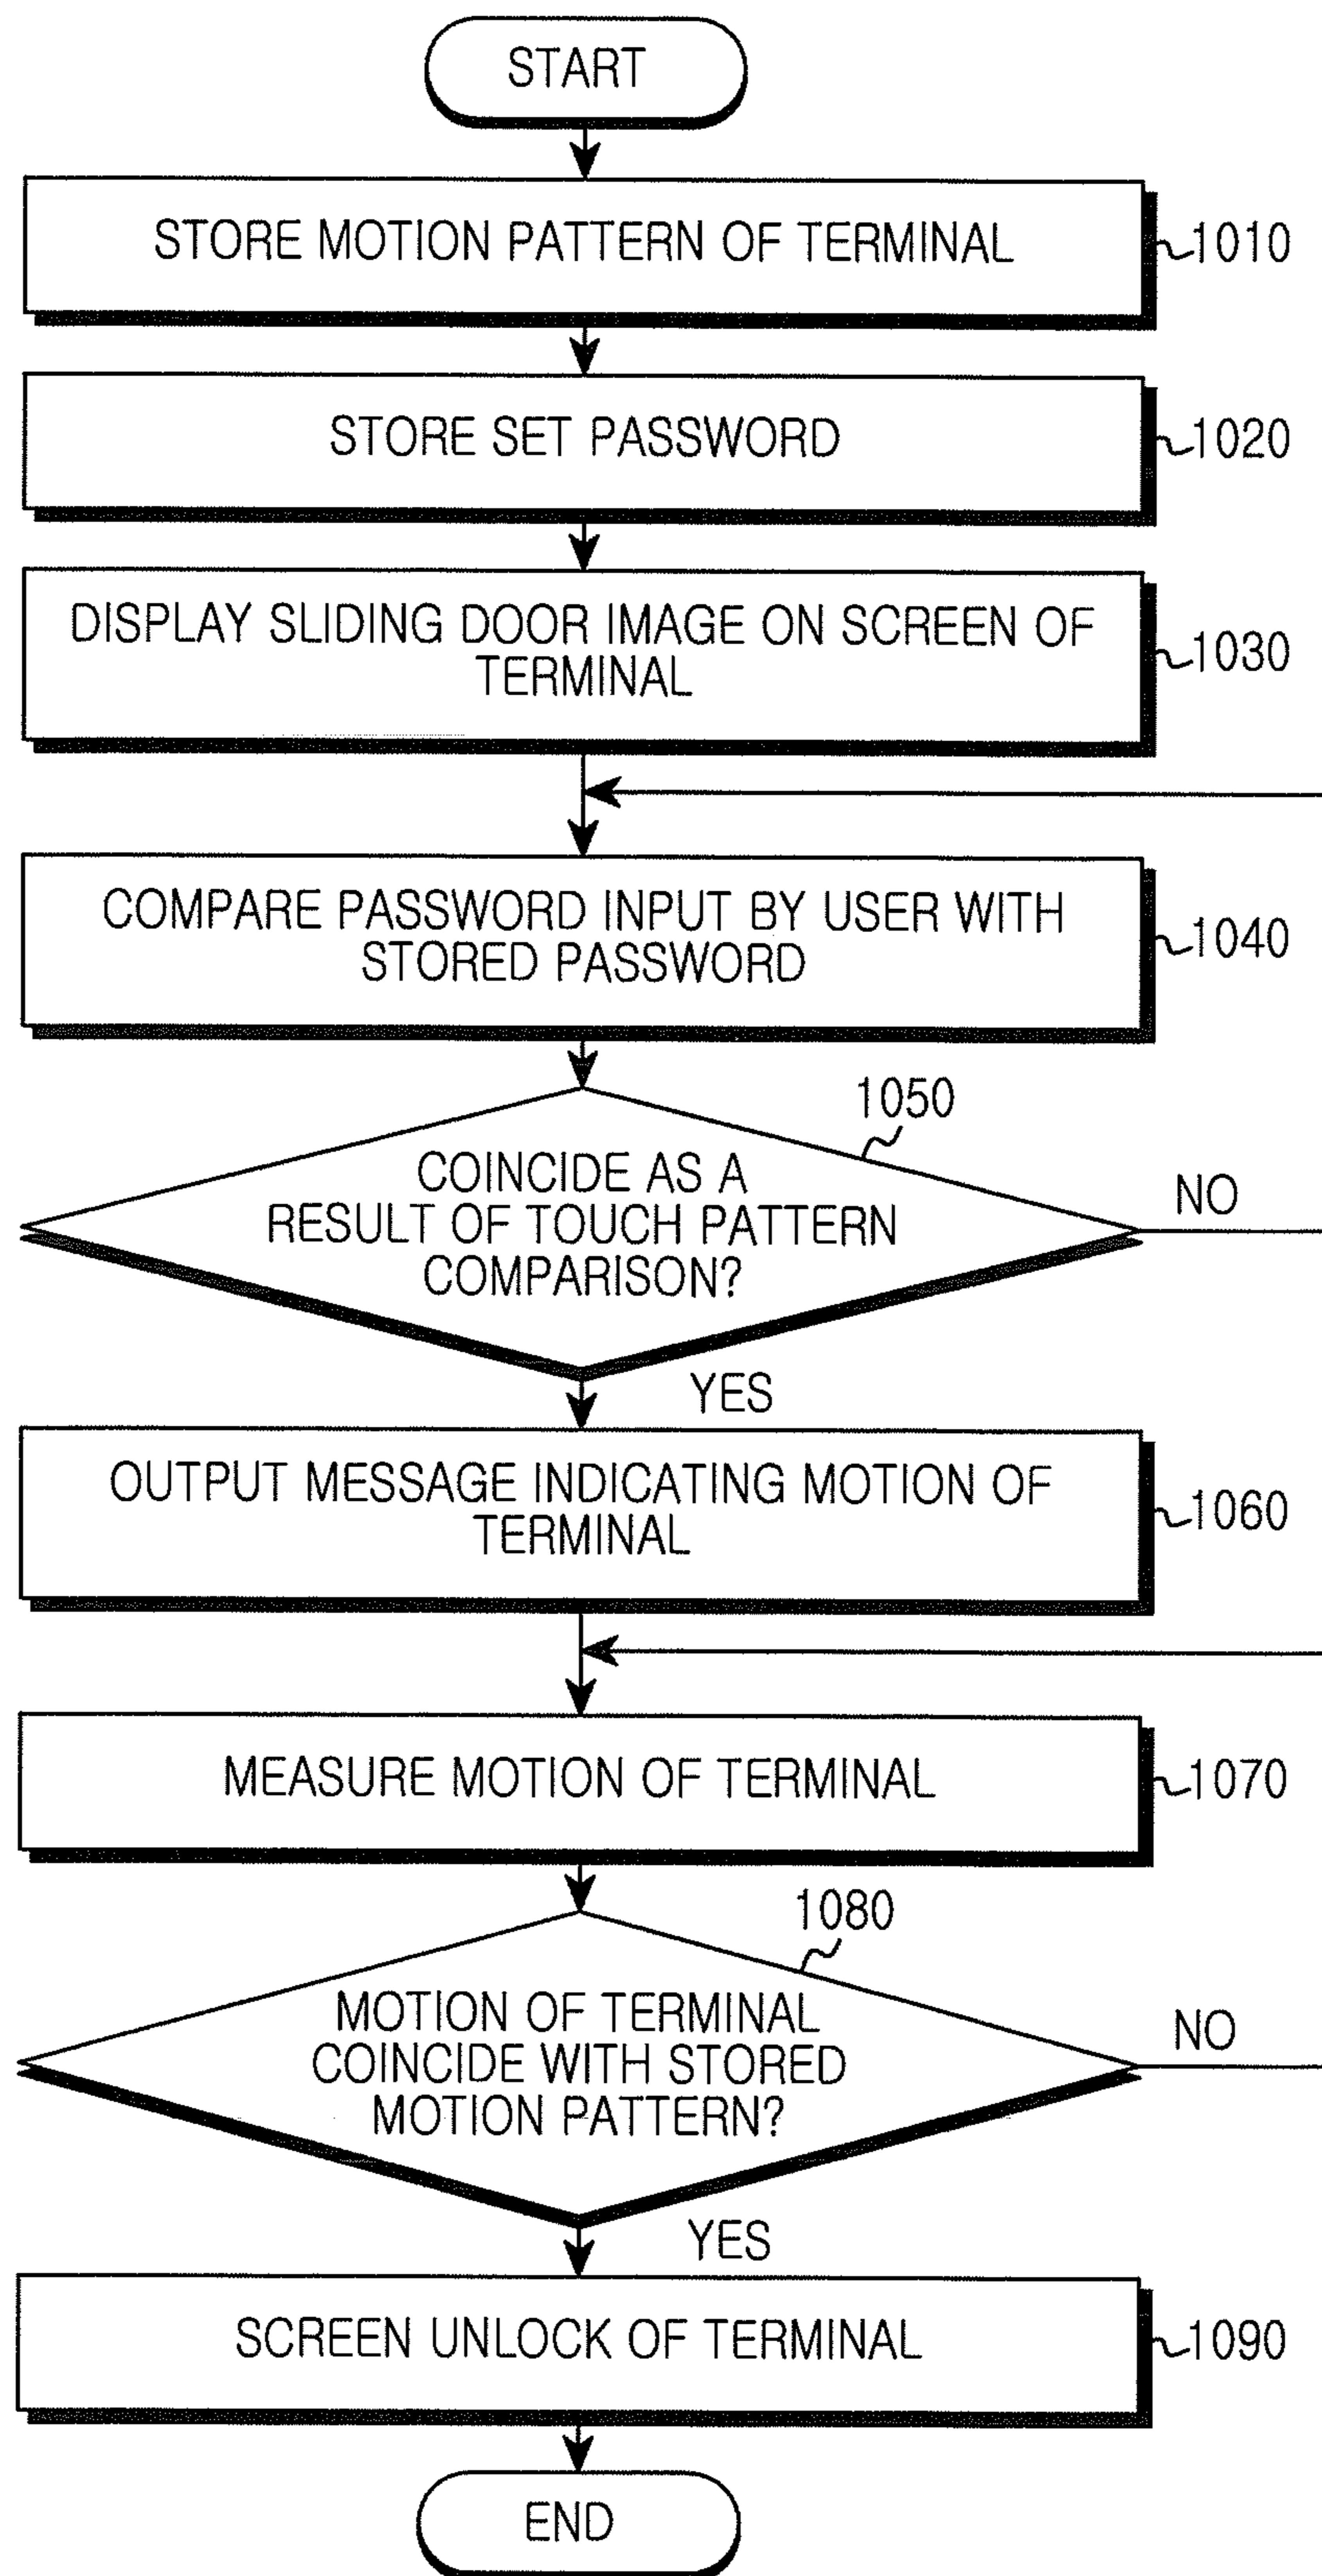 START
STORE MOTION PATTERN OF TERMINAL
1010
STORE SET PASSWORD
1020
DISPLAY SLIDING DOOR IMAGE ON SCREEN OF
TERMINAL
1030
COMPARE PASSWORD INPUT BY USER WITH
STORED PASSWORD
1040
1050
COINCIDE AS A
RESULT OF TOUCH PATTERN
COMPARISON?
NO
YES
OUTPUT MESSAGE INDICATING MOTION OF
TERMINAL
1060
MEASURE MOTION OF TERMINAL
1070
1080
MOTION OF TERMINAL
COINCIDE WITH STORED
MOTION PATTERN?
NO
YES
SCREEN UNLOCK OF TERMINAL
1090
END